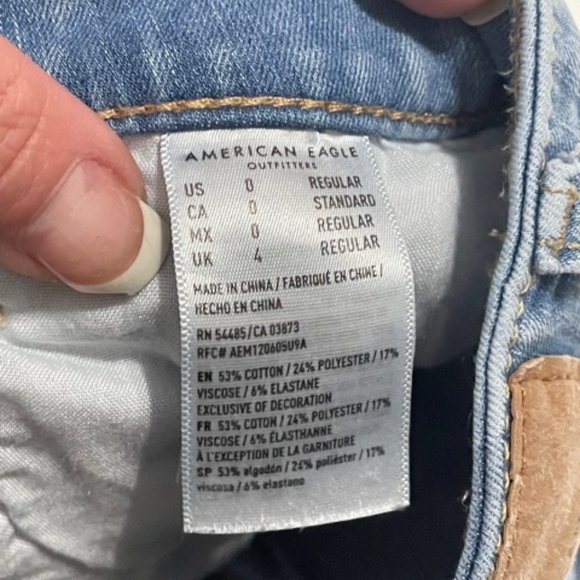 AMERICAN EAGLE
OUTFITTERS
US 0 REGULAR
CA 0 STANDARD
MX 0 REGULAR
UK 4 REGULAR
MADE IN CHINA / FABRIQUÉ EN CHINE /
HECHO EN CHINA
RN 54485/CA 03873
RFC# AEM120605U9A
EN 53% COTTON / 24% POLYESTER / 17%
VISCOSE / 6% ELASTANE
EXCLUSIVE OF DECORATION
FR 53% COTON / 24% POLYESTER / 17%
VISCOSE / 6% ÉLASTHANNE
À L'EXCEPTION DE LA GARNITURE
SP 53% algodón / 24% poliéster / 17%
viscosa / 6% elastano